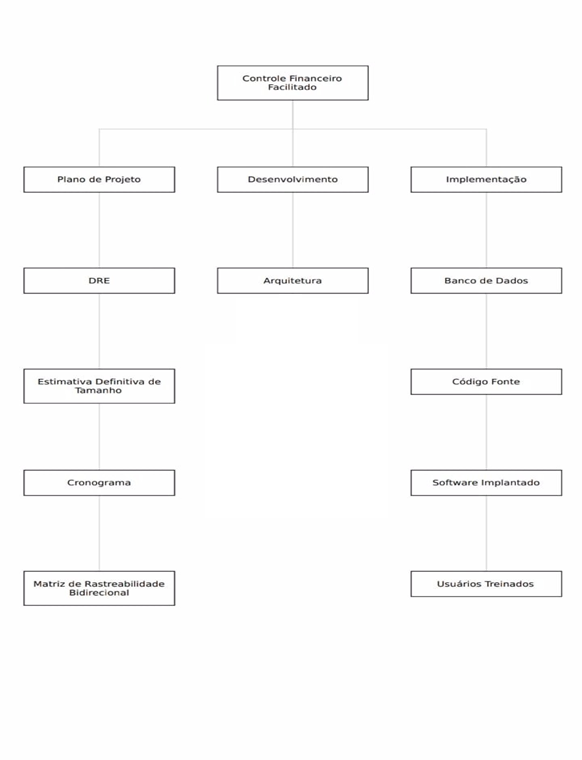 Controle Financeiro
Facilitado
Plano de Projeto
Desenvolvimento
Implementação
DRE
Arquitetura
Banco de Dados
Estimativa Definitiva de
Tamanho
Código Fonte
Cronograma
Software Implantado
Matriz de Rastreabilidade
Bidirecional
Usuários Treinados